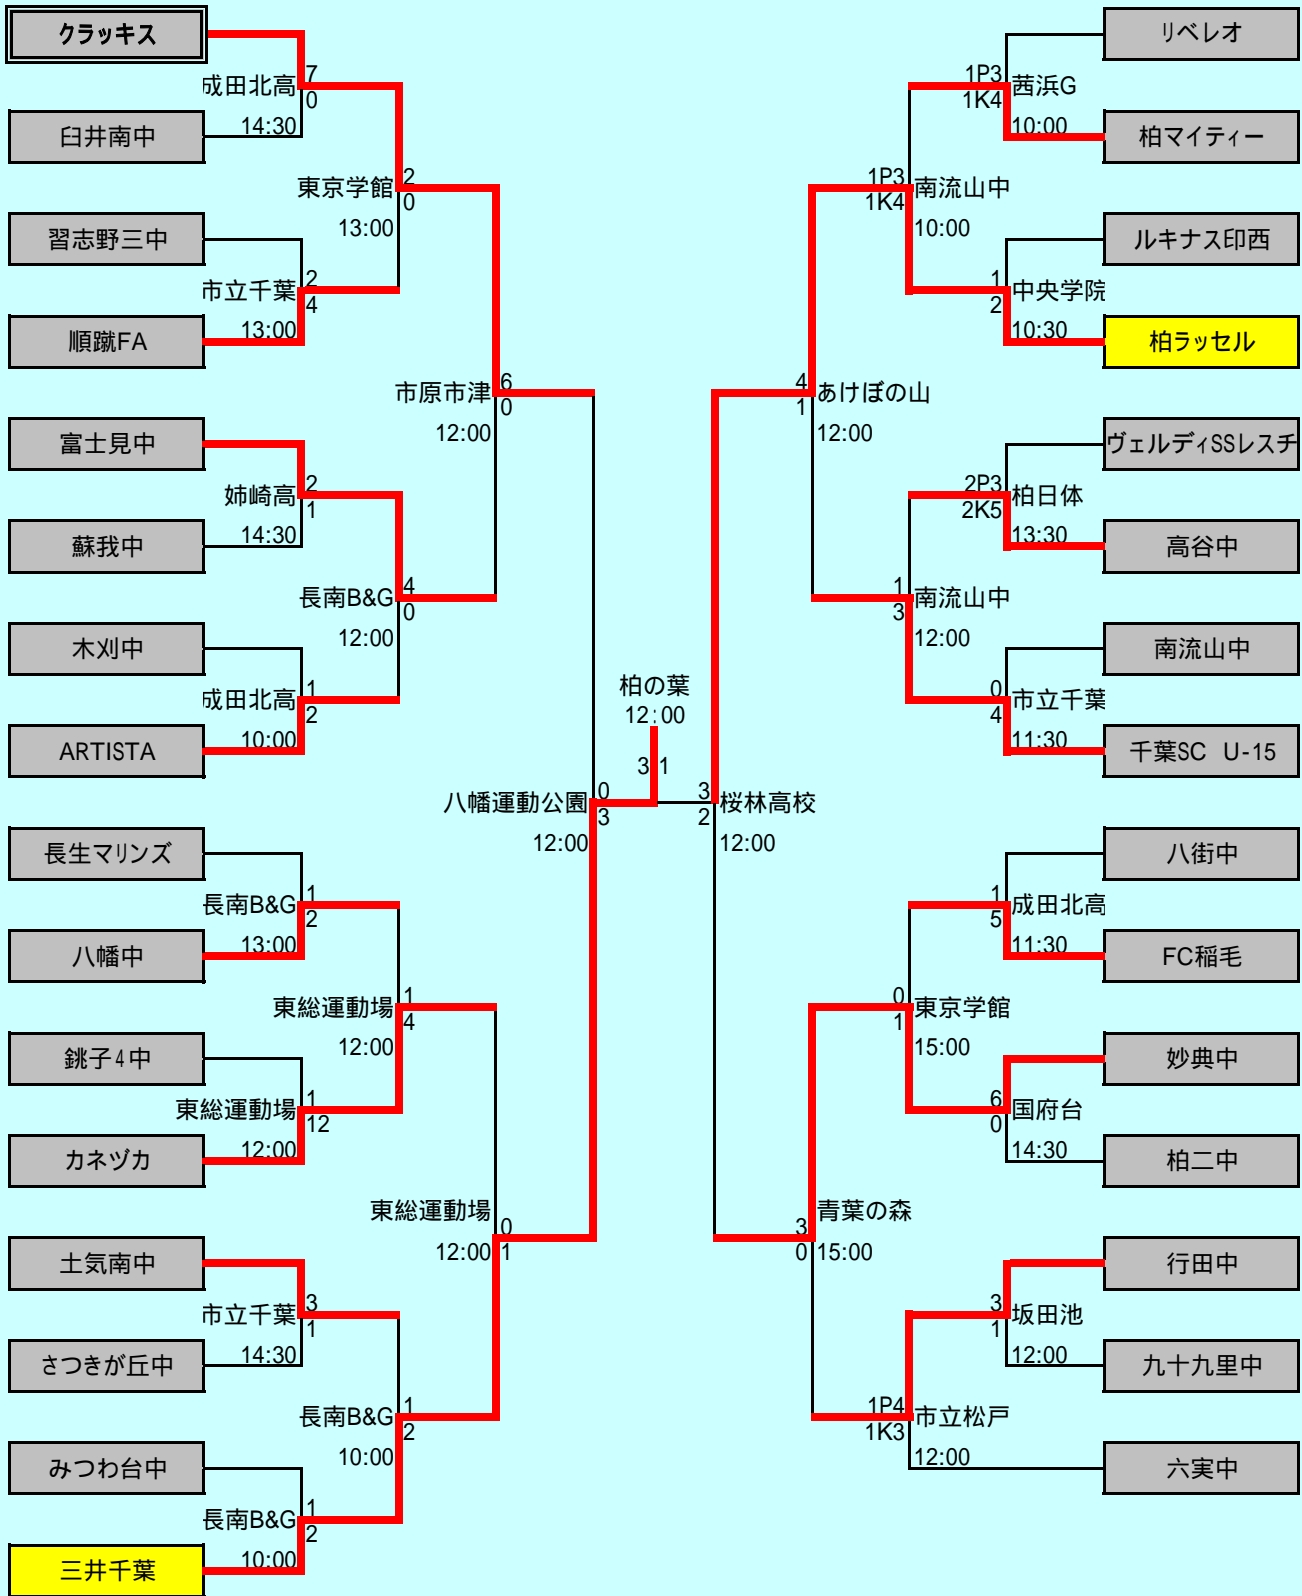 クラッキス
成田北高
7
0
14:30
臼井南中
東京学館
2
0
13:00
習志野三中
市立千葉
2
4
13:00
順蹴FA
市原市津
6
0
12:00
富士見中
姉崎高
2
1
14:30
蘇我中
長南B&G
4
0
12:00
木刈中
成田北高
1
2
10:00
ARTISTA
八幡運動公園
0
3
12:00
長生マリンズ
長南B&G
1
2
13:00
八幡中
東総運動場
1
4
12:00
銚子4中
東総運動場
1
12
12:00
カネヅカ
東総運動場
0
1
12:00
土気南中
市立千葉
3
1
14:30
さつきが丘中
長南B&G
1
2
10:00
みつわ台中
長南B&G
1
2
10:00
三井千葉
柏の葉
12:00
3 1
リベレオ
1P3
1K4
茜浜G
10:00
柏マイティー
1P3
1K4
南流山中
10:00
ルキナス印西
1
2
中央学院
10:30
柏ラッセル
4
1
あけぼの山
12:00
ヴェルディSSレスチ
2P3
2K5
柏日体
13:30
高谷中
1
3
南流山中
12:00
南流山中
0
4
市立千葉
11:30
千葉SC U-15
3
2
桜林高校
12:00
八街中
1
5
成田北高
11:30
FC稲毛
0
1
東京学館
15:00
妙典中
6
0
国府台
14:30
柏二中
3
0
青葉の森
15:00
行田中
3
1
坂田池
12:00
九十九里中
1P4
1K3
市立松戸
12:00
六実中